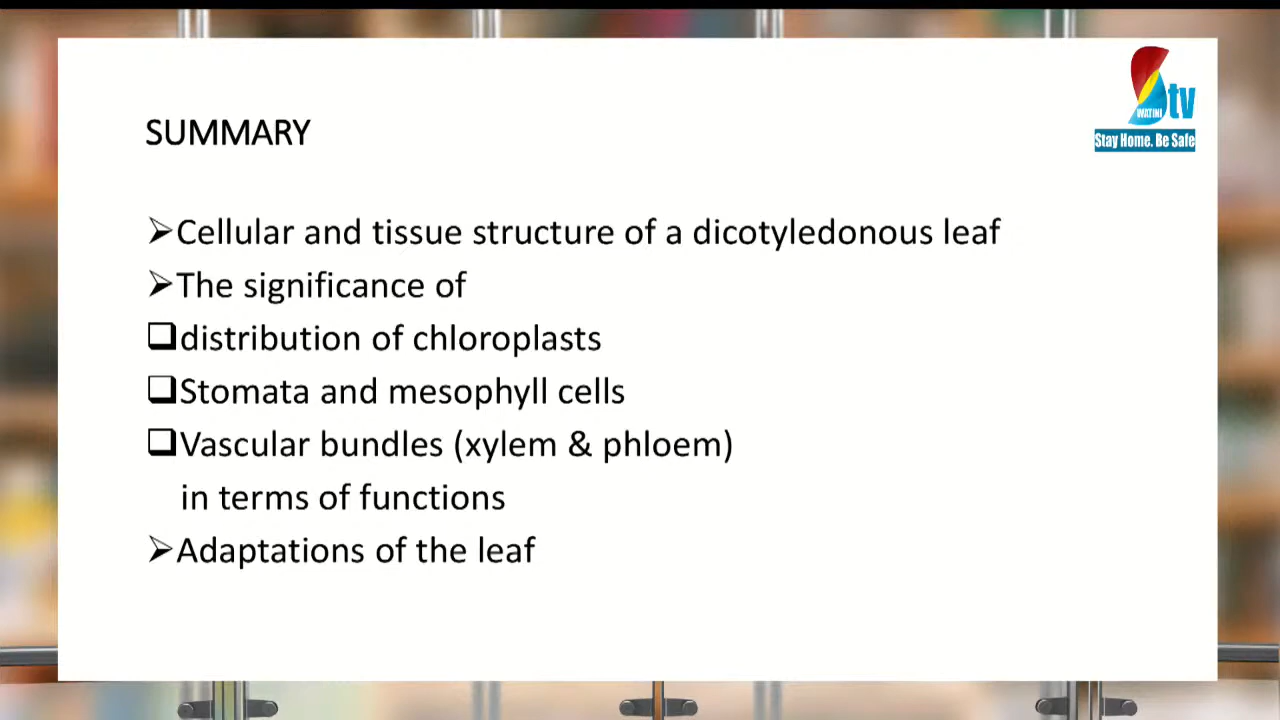 SUMMARY
tv
WATINI
Stay Home. Be Safe
➢Cellular and tissue structure of a dicotyledonous leaf
➢The significance of
❑distribution of chloroplasts
❑Stomata and mesophyll cells
❑Vascular bundles (xylem & phloem)
in terms of functions
➢Adaptations of the leaf